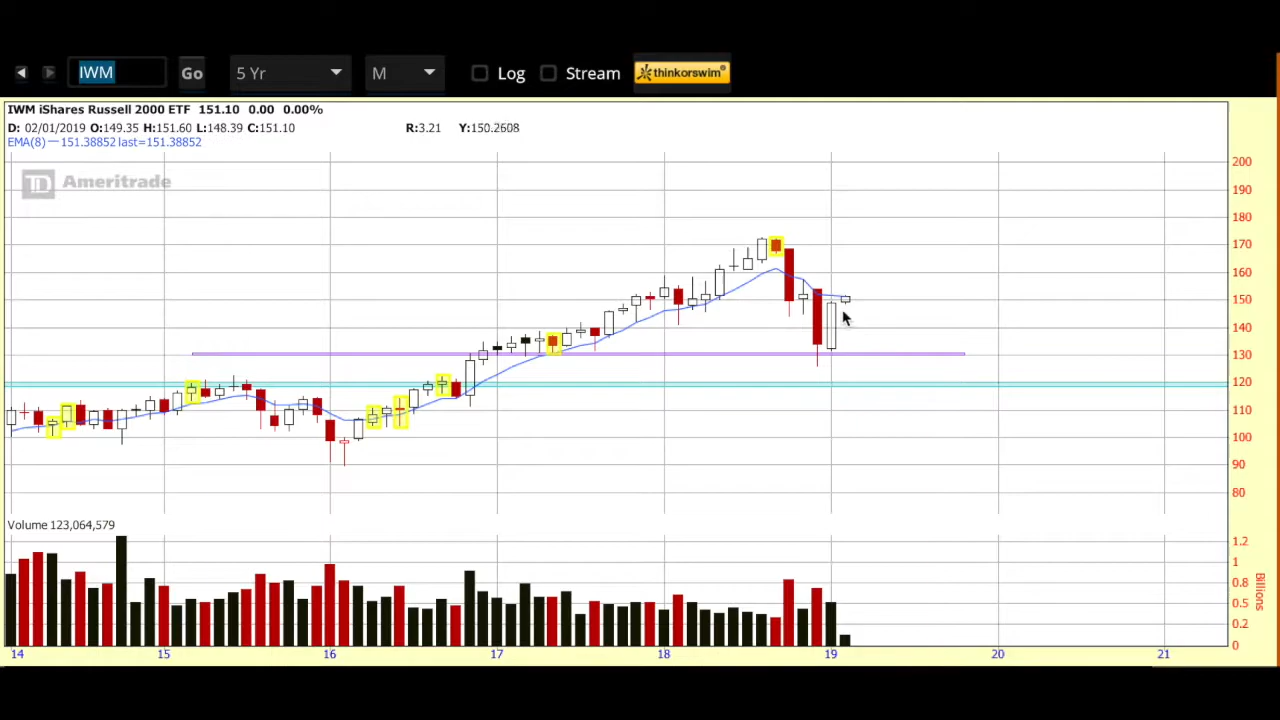 IWM Go 5 Yr M Log Stream thinkorswim®
IWM iShares Russell 2000 ETF 151.10 0.00 0.00%
D: 02/01/2019 O:149.35 H:151.60 L:148.39 C:151.10 R:3.21 Y:150.2608
EMA(8) — 151.38852 last=151.38852
TD Ameritrade
200
190
180
170
160
150
140
130
120
110
100
90
80
Volume 123,064,579
1.2
1
0.8
0.5
0.2
0
Billions
14 15 16 17 18 19 20 21